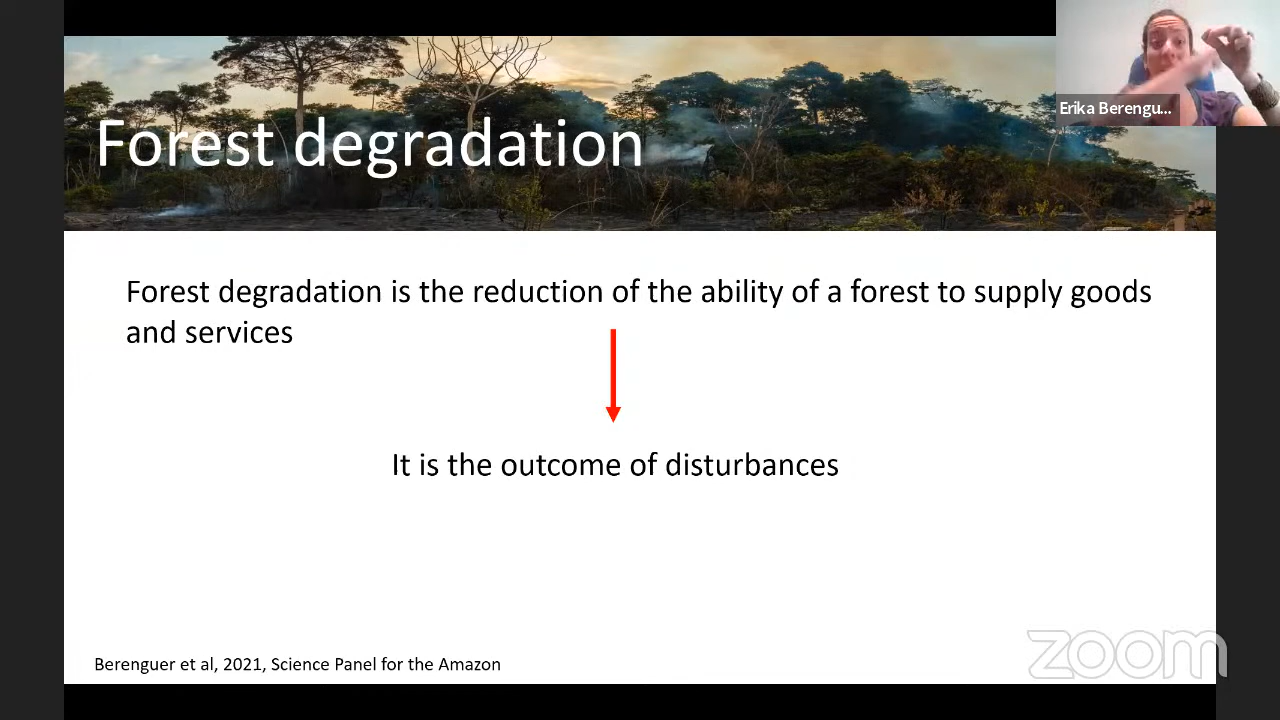 Erika Berengu...
Forest degradation
Forest degradation is the reduction of the ability of a forest to supply goods
and services
It is the outcome of disturbances
Berenguer et al, 2021, Science Panel for the Amazon
zoom